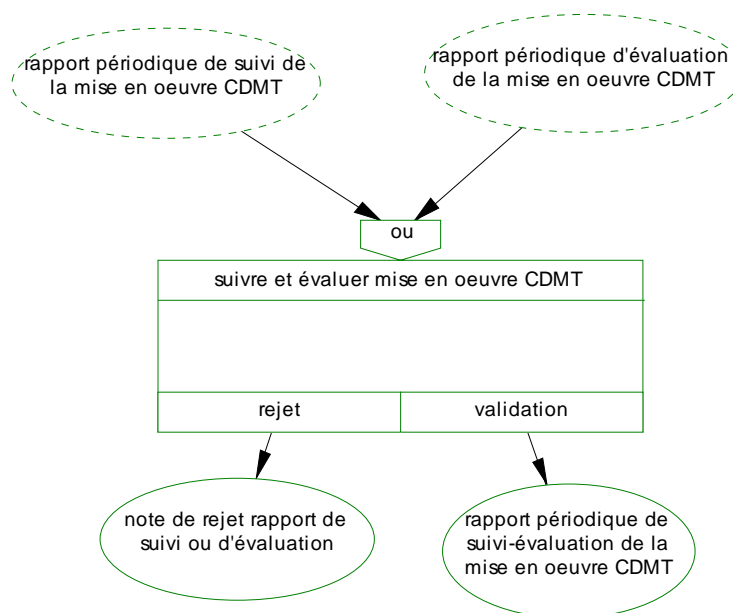 rapport périodique de suivi de
la mise en oeuvre CDMT
rapport périodique d'évaluation
de la mise en oeuvre CDMT
ou
suivre et évaluer mise en oeuvre CDMT
rejet
validation
note de rejet rapport de
suivi ou d'évaluation
rapport périodique de
suivi-évaluation de la
mise en oeuvre CDMT